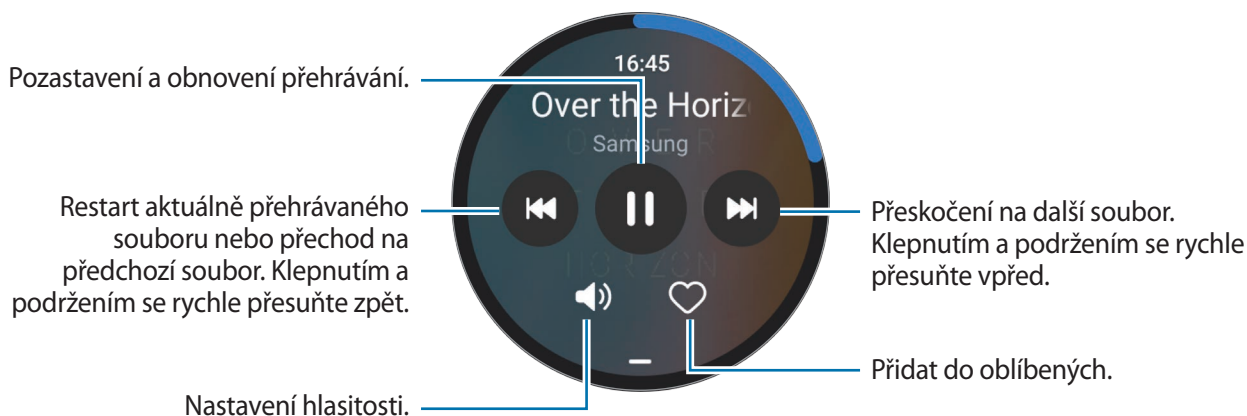 Pozastavení a obnovení přehrávání.
Restart aktuálně přehrávaného
souboru nebo přechod na
předchozí soubor. Klepnutím a
podržením se rychle přesuňte zpět.
Nastavení hlasitosti.
16:45
Over the Horiz
Samsung
OVER
HORIZON
Přeskočení na další soubor.
Klepnutím a podržením se rychle
přesuňte vpřed.
Přidat do oblíbených.